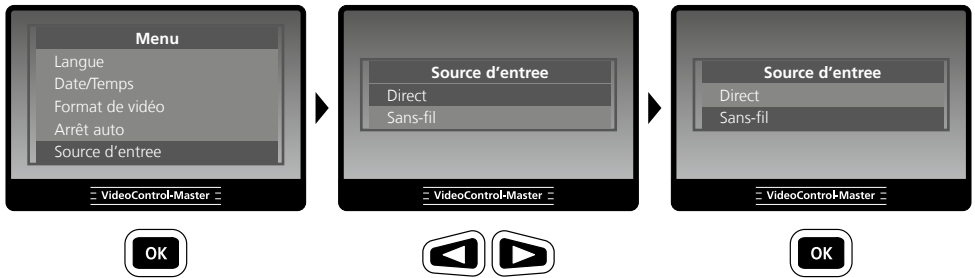 Menu
Langue
Date/Temps
Format de vidéo
Arrêt auto
Source d'entree
VideoControl-Master
OK
Source d'entree
Direct
Sans-fil
VideoControl-Master
Source d'entree
Direct
Sans-fil
VideoControl-Master
OK